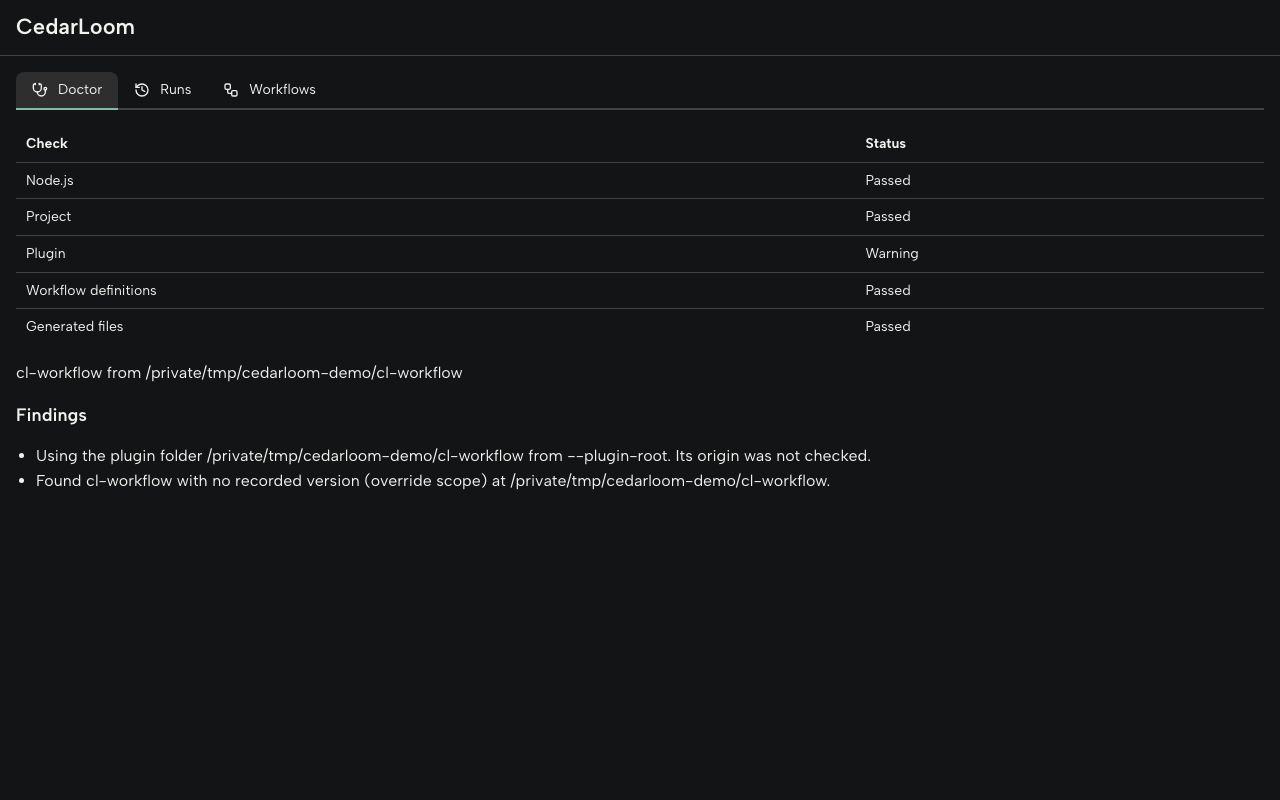 CedarLoom
Doctor Runs Workflows
Check Status
Node.js Passed
Project Passed
Plugin Warning
Workflow definitions Passed
Generated files Passed
cl-workflow from /private/tmp/cedarloom-demo/cl-workflow
Findings
• Using the plugin folder /private/tmp/cedarloom-demo/cl-workflow from --plugin-root. Its origin was not checked.
• Found cl-workflow with no recorded version (override scope) at /private/tmp/cedarloom-demo/cl-workflow.